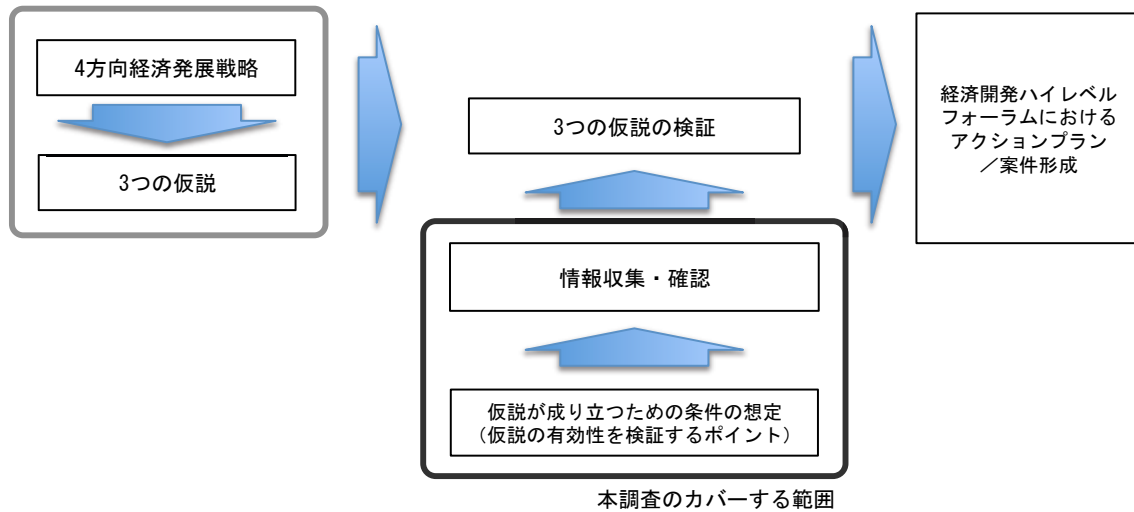 4方向経済発展戦略
3つの仮説
3つの仮説の検証
情報収集・確認
仮説が成り立つための条件の想定
（仮説の有効性を検証するポイント）
本調査のカバーする範囲
経済開発ハイレベル
フォーラムにおける
アクションプラン
／案件形成